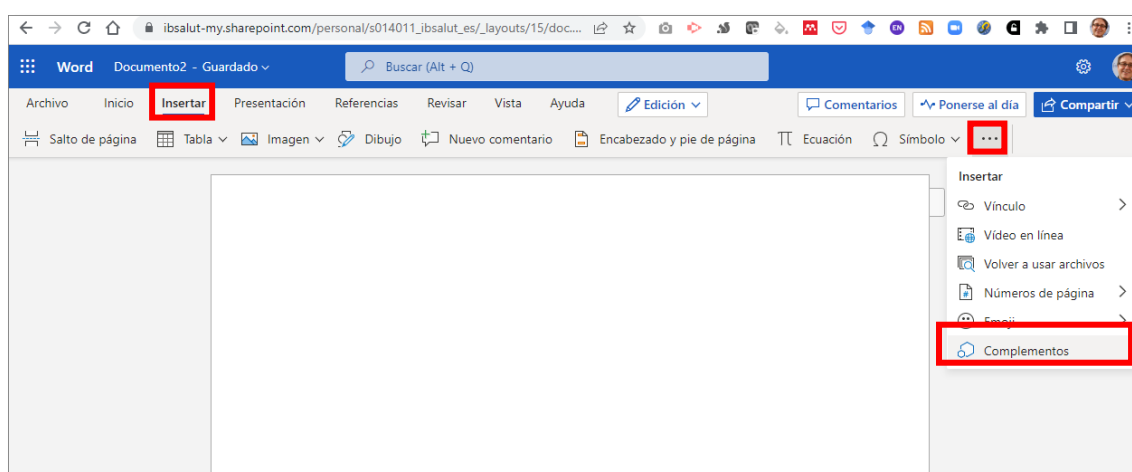 ibsalut-my.sharepoint.com/personal/s014011_ibsalut_es/_layouts/15/doc....
Word Documento2 - Guardado Buscar (Alt + Q)
Archivo Inicio Insertar Presentación Referencias Revisar Vista Ayuda Edición Comentarios Ponerse al día Compartir
Salto de página Tabla Imagen Dibujo Nuevo comentario Encabezado y pie de página Ecuación Símbolo ...
Insertar
Vínculo
Vídeo en línea
Volver a usar archivos
Números de página
Emoji
Complementos